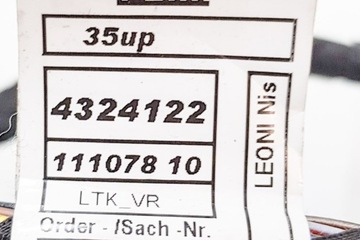 35up
4324122
111078 10
LTK_VR
Order - /Sach -Nr.
LEONI Nis